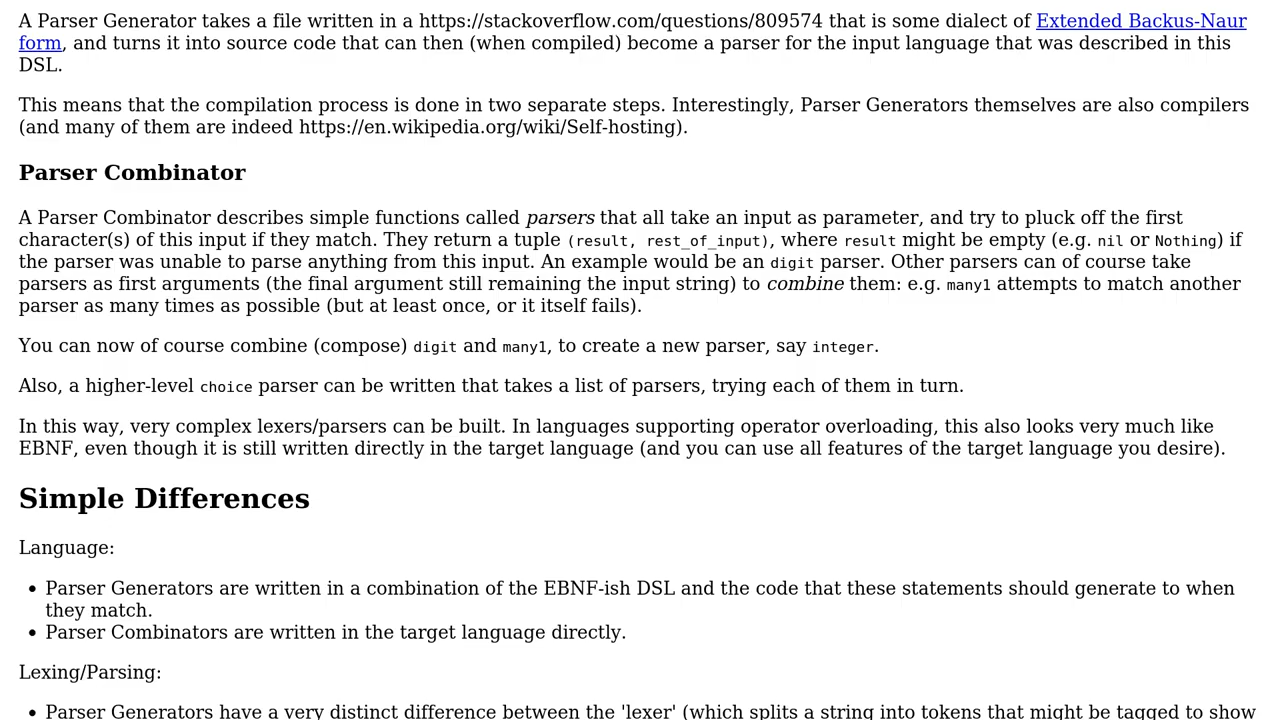 A Parser Generator takes a file written in a https://stackoverflow.com/questions/809574 that is some dialect of Extended Backus-Naur
form, and turns it into source code that can then (when compiled) become a parser for the input language that was described in this
DSL.
This means that the compilation process is done in two separate steps. Interestingly, Parser Generators themselves are also compilers
(and many of them are indeed https://en.wikipedia.org/wiki/Self-hosting).
Parser Combinator
A Parser Combinator describes simple functions called parsers that all take an input as parameter, and try to pluck off the first
character(s) of this input if they match. They return a tuple (result, rest_of_input), where result might be empty (e.g. nil or Nothing) if
the parser was unable to parse anything from this input. An example would be an digit parser. Other parsers can of course take
parsers as first arguments (the final argument still remaining the input string) to combine them: e.g. many1 attempts to match another
parser as many times as possible (but at least once, or it itself fails).
You can now of course combine (compose) digit and many1, to create a new parser, say integer.
Also, a higher-level choice parser can be written that takes a list of parsers, trying each of them in turn.
In this way, very complex lexers/parsers can be built. In languages supporting operator overloading, this also looks very much like
EBNF, even though it is still written directly in the target language (and you can use all features of the target language you desire).
Simple Differences
Language:
• Parser Generators are written in a combination of the EBNF-ish DSL and the code that these statements should generate to when
they match.
• Parser Combinators are written in the target language directly.
Lexing/Parsing:
• Parser Generators have a very distinct difference between the 'lexer' (which splits a string into tokens that might be tagged to show